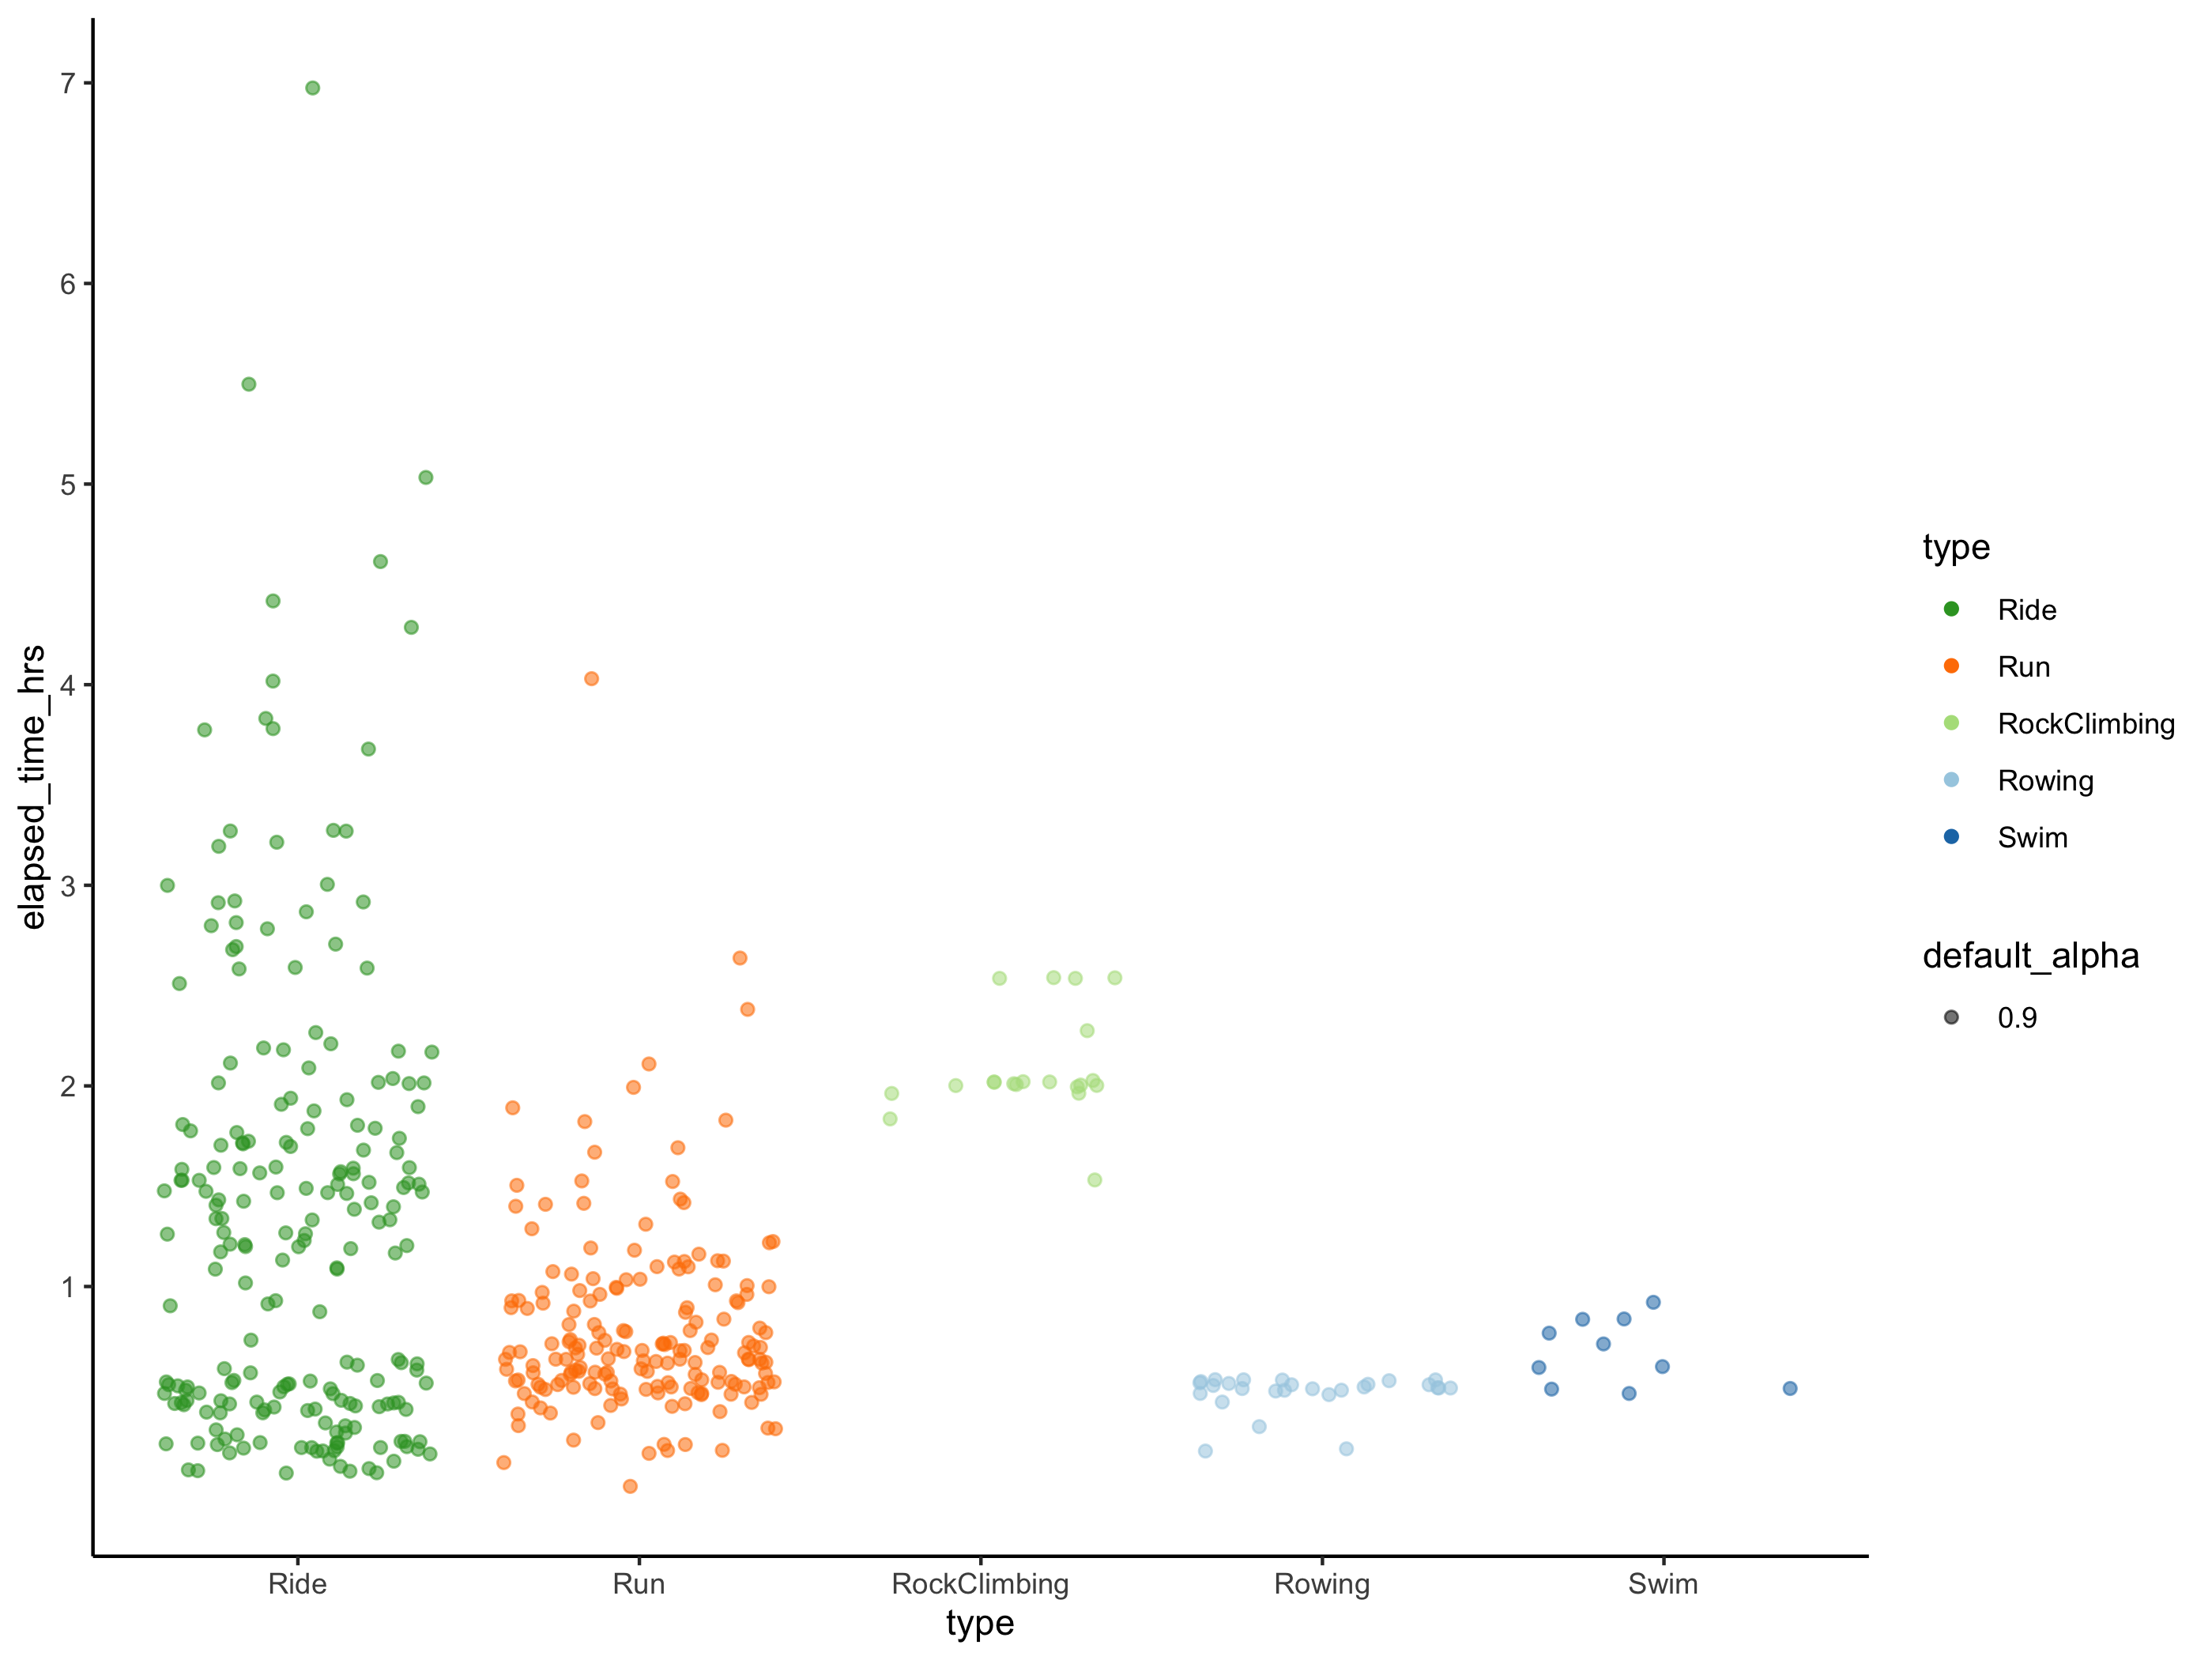 elapsed_time_hrs
7
6
5
4
3
2
1
Ride
Run
RockClimbing
Rowing
Swim
type
type
Ride
Run
RockClimbing
Rowing
Swim
default_alpha
0.9